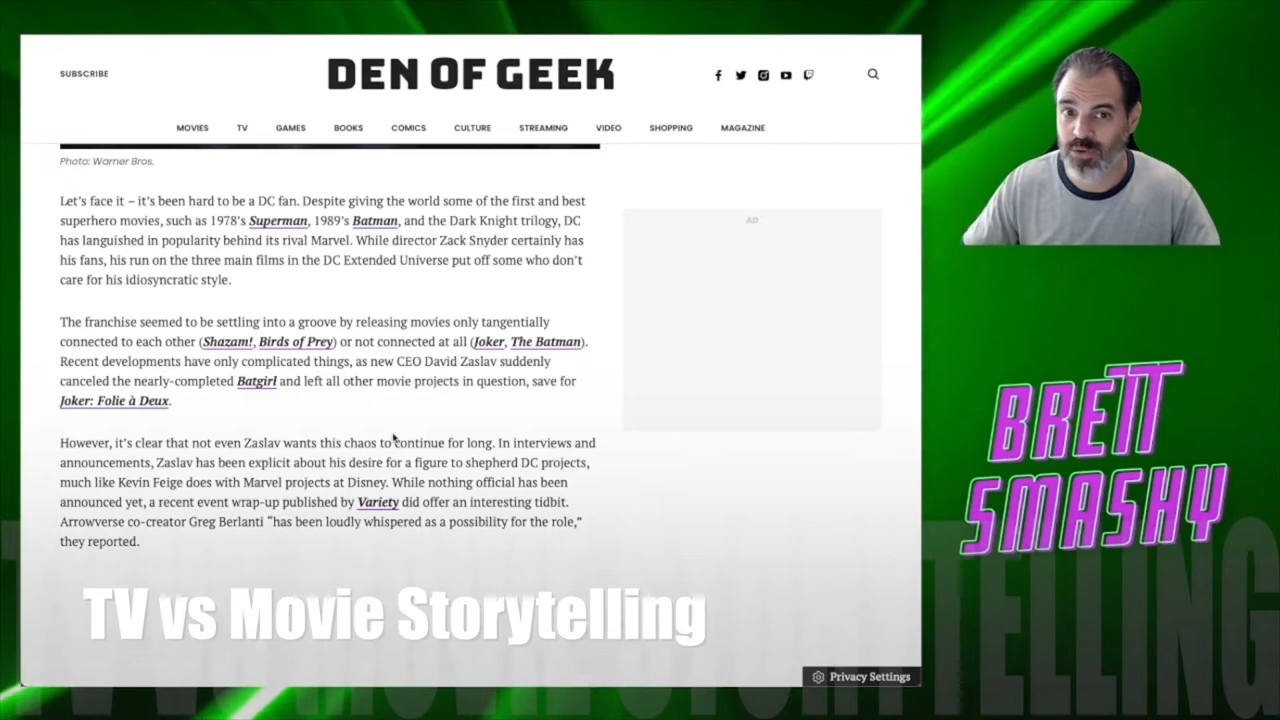 SUBSCRIBE
DEN OF GEEK
MOVIES TV GAMES BOOKS COMICS CULTURE STREAMING VIDEO SHOPPING MAGAZINE
Photo: Warner Bros.
Let’s face it – it’s been hard to be a DC fan. Despite giving the world some of the first and best
superhero movies, such as 1978’s Superman, 1989’s Batman, and the Dark Knight trilogy, DC
has languished in popularity behind its rival Marvel. While director Zack Snyder certainly has
his fans, his run on the three main films in the DC Extended Universe put off some who don’t
care for his idiosyncratic style.
The franchise seemed to be settling into a groove by releasing movies only tangentially
connected to each other (Shazam!, Birds of Prey) or not connected at all (Joker, The Batman).
Recent developments have only complicated things, as new CEO David Zaslav suddenly
canceled the nearly-completed Batgirl and left all other movie projects in question, save for
Joker: Folie à Deux.
However, it’s clear that not even Zaslav wants this chaos to continue for long. In interviews and
announcements, Zaslav has been explicit about his desire for a figure to shepherd DC projects,
much like Kevin Feige does with Marvel projects at Disney. While nothing official has been
announced yet, a recent event wrap-up published by Variety did offer an interesting tidbit.
Arrowverse co-creator Greg Berlanti “has been loudly whispered as a possibility for the role,”
they reported.
AD
TV vs Movie Storytelling
Privacy Settings
BRETT
SMASHY
TV VS MOVIE STORYTELLING